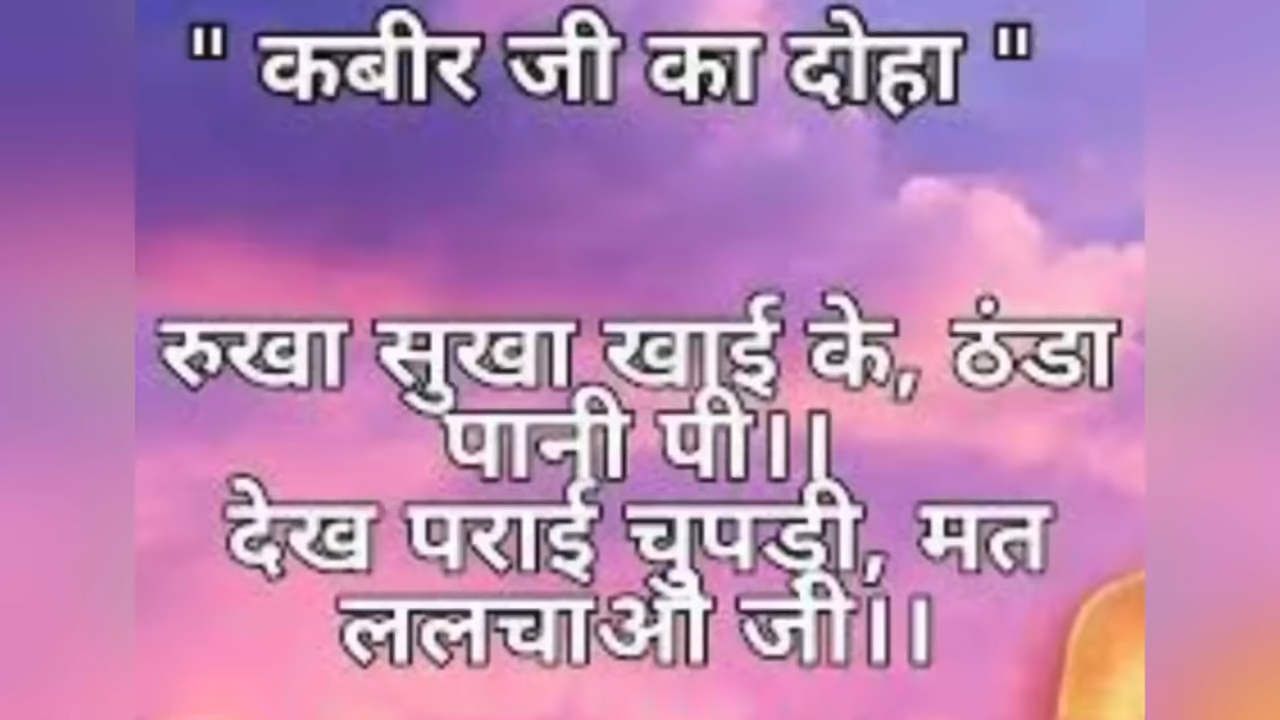 " कबीर जी का दोहा "
रुखा सुखा खाई के, ठंडा
पानी पी।।
देख पराई चुपड़ी, मत
ललचाओ जी।।